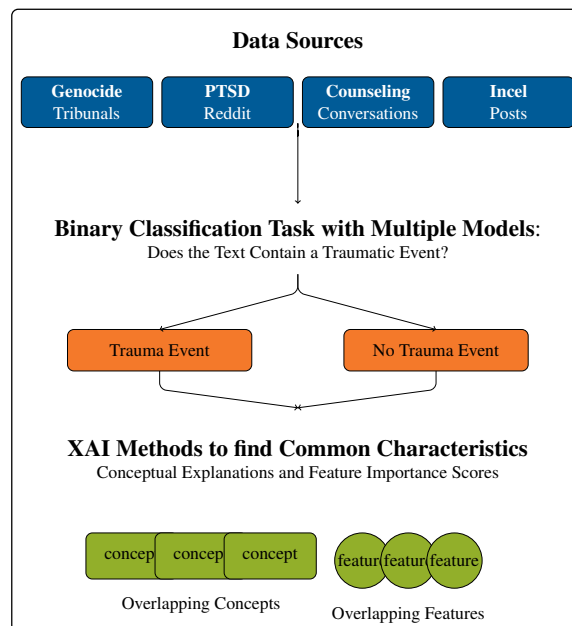 Data Sources
Genocide PTSD Counseling Incel
Tribunals Reddit Conversations Posts
Binary Classification Task with Multiple Models:
Does the Text Contain a Traumatic Event?
Trauma Event No Trauma Event
XAI Methods to find Common Characteristics
Conceptual Explanations and Feature Importance Scores
concep concep concept featur featur feature
Overlapping Concepts Overlapping Features